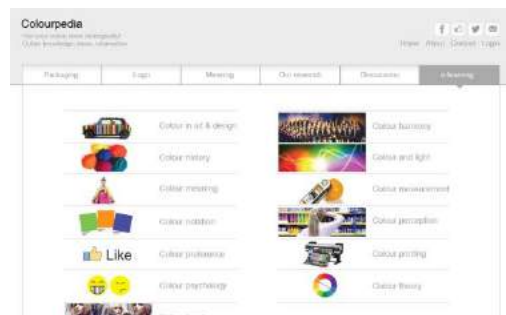 Colourpedia
Home About Contact Login
Packaging
Logo
Meaning
Our research
Discussion
e-learning
Colour in art & design
Colour harmony
Colour history
Colour and light
Colour meaning
Colour measurement
Colour notation
Colour perception
Like
Colour preference
Colour printing
Colour psychology
Colour theory